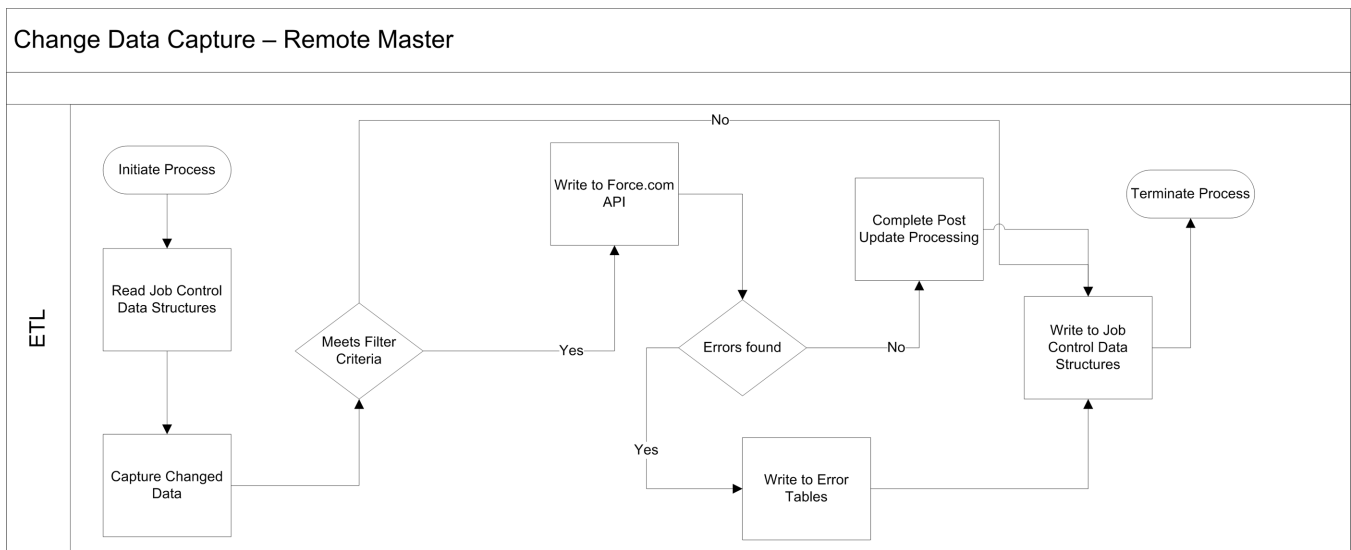 Change Data Capture – Remote Master
ETL
Initiate Process
Read Job Control
Data Structures
Capture Changed
Data
Meets Filter
Criteria
No
Yes
Write to Force.com
API
Errors found
No
Yes
Complete Post
Update Processing
Write to Error
Tables
Write to Job
Control Data
Structures
Terminate Process